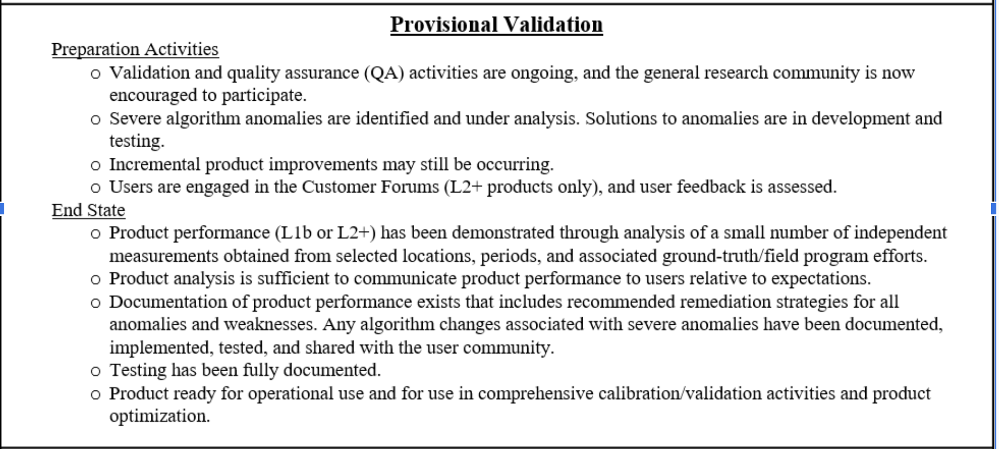 Provisional Validation
Preparation Activities
o Validation and quality assurance (QA) activities are ongoing, and the general research community is now
encouraged to participate.
o Severe algorithm anomalies are identified and under analysis. Solutions to anomalies are in development and
testing.
o Incremental product improvements may still be occurring.
o Users are engaged in the Customer Forums (L2+ products only), and user feedback is assessed.
End State
o Product performance (L1b or L2+) has been demonstrated through analysis of a small number of independent
measurements obtained from selected locations, periods, and associated ground-truth/field program efforts.
o Product analysis is sufficient to communicate product performance to users relative to expectations.
o Documentation of product performance exists that includes recommended remediation strategies for all
anomalies and weaknesses. Any algorithm changes associated with severe anomalies have been documented,
implemented, tested, and shared with the user community.
o Testing has been fully documented.
o Product ready for operational use and for use in comprehensive calibration/validation activities and product
optimization.